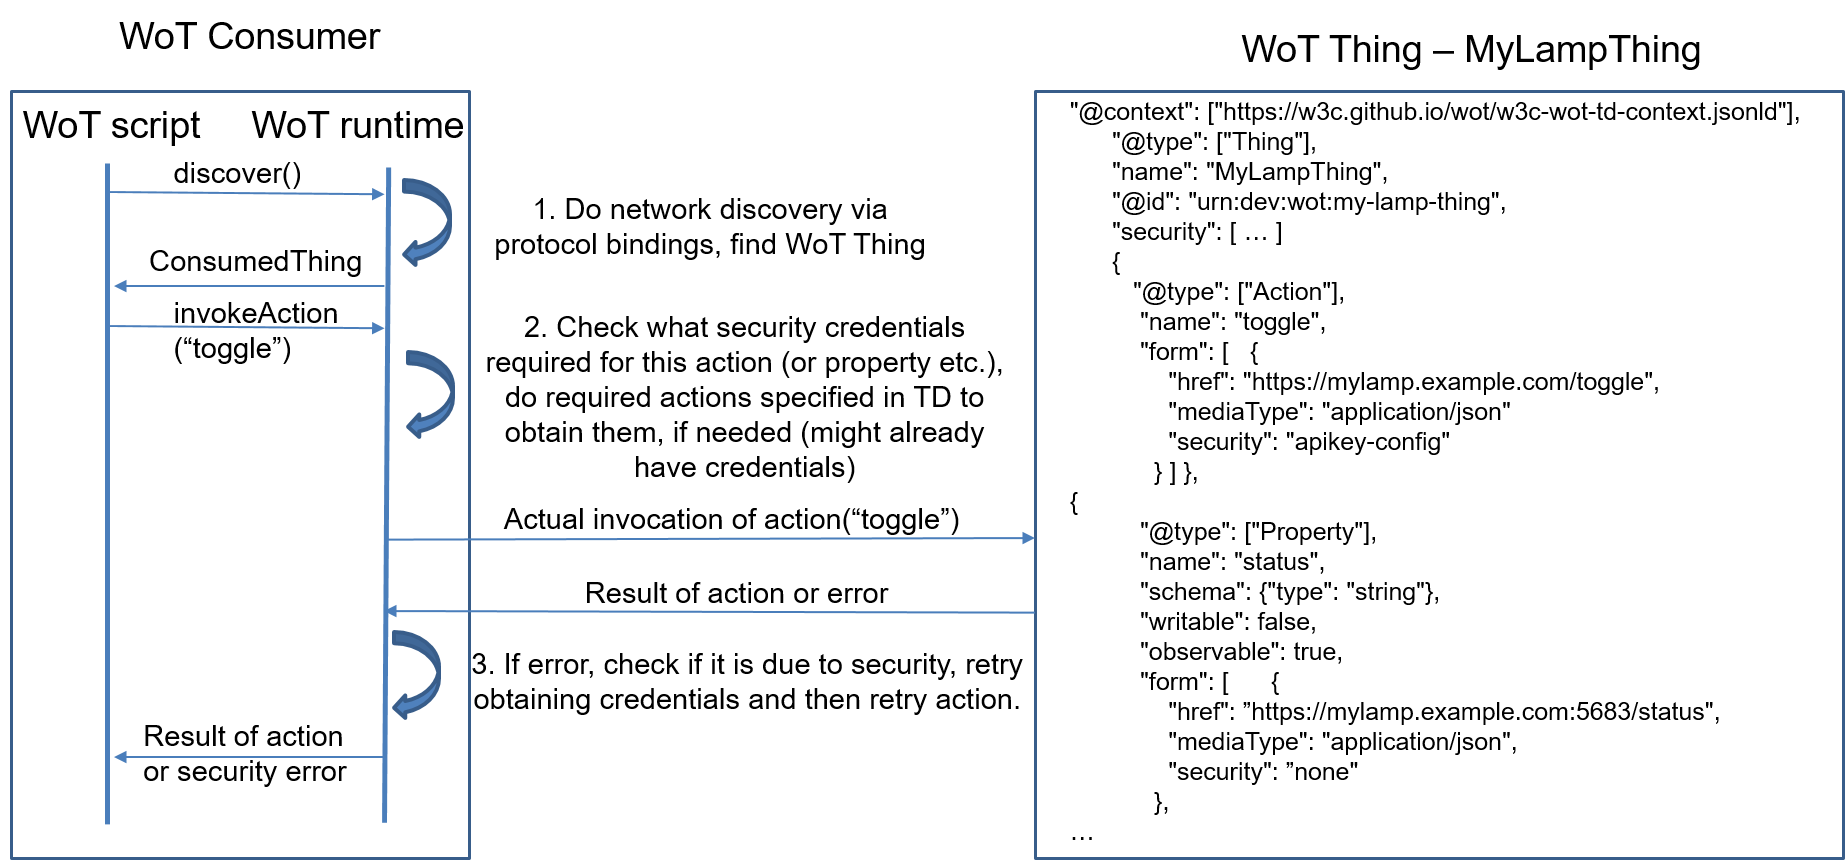 WoT Consumer
WoT script
WoT runtime
discover()
1. Do network discovery via
protocol bindings, find WoT Thing
ConsumedThing
invokeAction
(“toggle”)
2. Check what security credentials
required for this action (or property etc.),
do required actions specified in TD to
obtain them, if needed (might already
have credentials)
Actual invocation of action(“toggle”)
Result of action or error
3. If error, check if it is due to security, retry
obtaining credentials and then retry action.
Result of action
or security error
WoT Thing – MyLampThing
"@context": ["https://w3c.github.io/wot/w3c-wot-td-context.jsonld"],
"@type": ["Thing"],
"name": "MyLampThing",
"@id": "urn:dev:wot:my-lamp-thing",
"security": [ … ]
{
"@type": ["Action"],
"name": "toggle",
"form": [ {
"href": "https://mylamp.example.com/toggle",
"mediaType": "application/json"
"security": "apikey-config"
} ] },
{
"@type": ["Property"],
"name": "status",
"schema": {"type": "string"},
"writable": false,
"observable": true,
"form": [ {
"href": ”https://mylamp.example.com:5683/status",
"mediaType": "application/json",
"security": ”none"
},
…